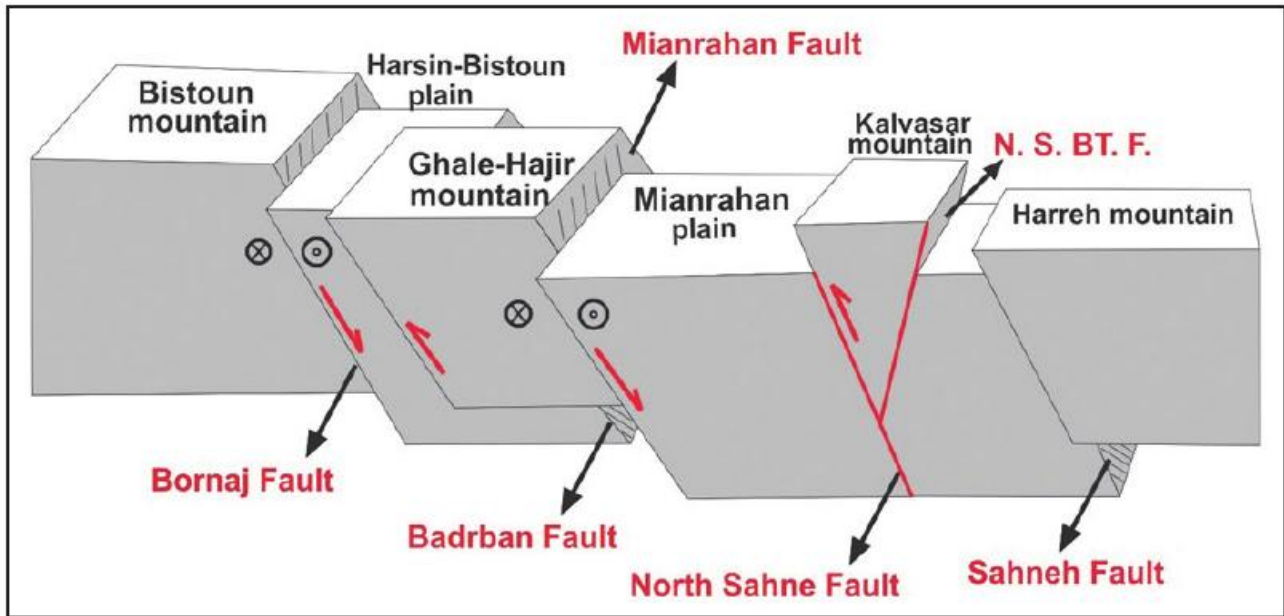 Mianrahan Fault
Harsin-Bistoun
plain
Bistoun
mountain
Kalvasar
mountain
N. S. BT. F.
Ghale-Hajir
mountain
Mianrahan
plain
Harreh mountain
Bornaj Fault
Badrban Fault
North Sahne Fault
Sahneh Fault